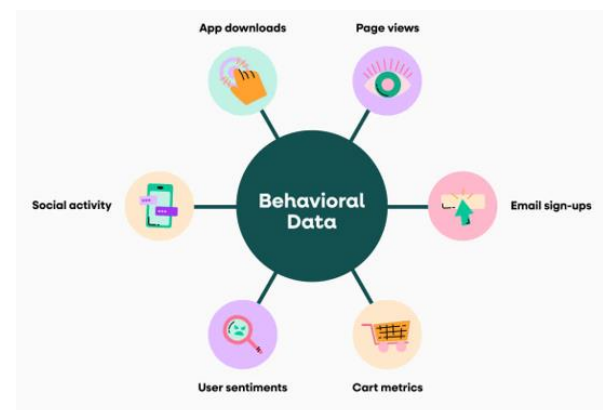 App downloads
Page views
Social activity
Behavioral
Data
Email sign-ups
User sentiments
Cart metrics